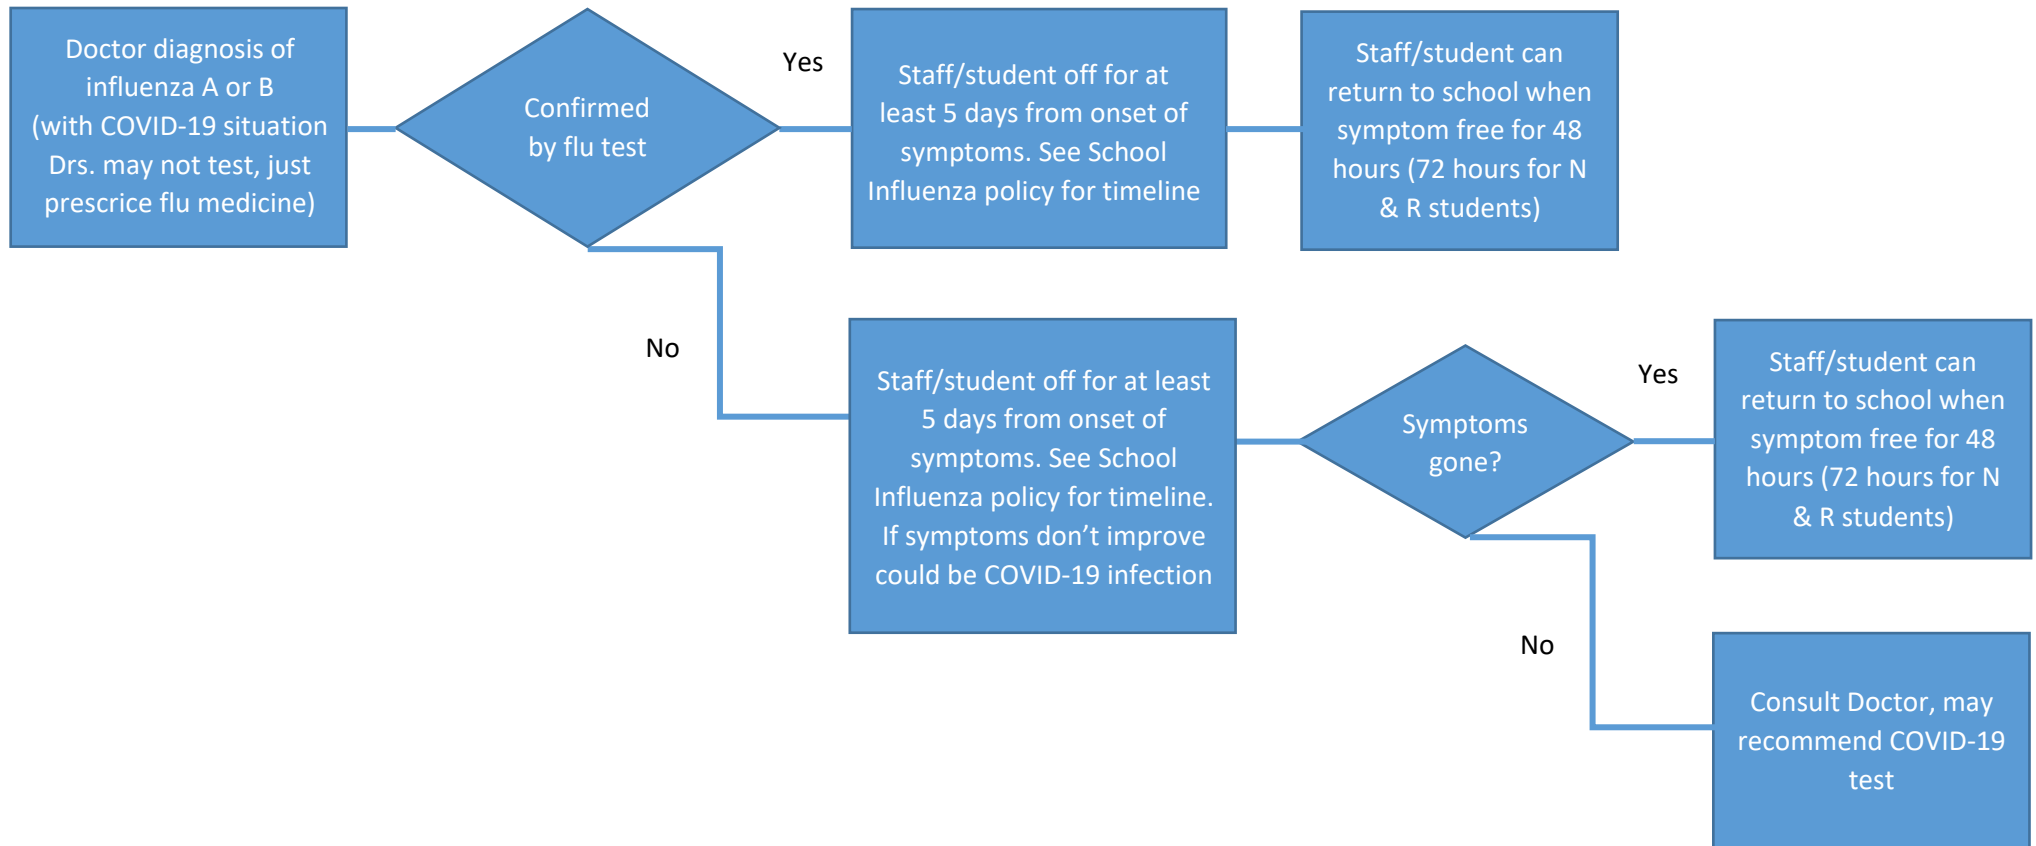 Doctor diagnosis of
influenza A or B
(with COVID-19 situation
Drs. may not test, just
prescrice flu medicine)
Confirmed
by flu test
Yes
Staff/student off for at
least 5 days from onset of
symptoms. See School
Influenza policy for timeline
Staff/student can
return to school when
symptom free for 48
hours (72 hours for N
& R students)
No
Staff/student off for at least
5 days from onset of
symptoms. See School
Influenza policy for timeline.
If symptoms don’t improve
could be COVID-19 infection
Symptoms
gone?
Yes
Staff/student can
return to school when
symptom free for 48
hours (72 hours for N
& R students)
No
Consult Doctor, may
recommend COVID-19
test